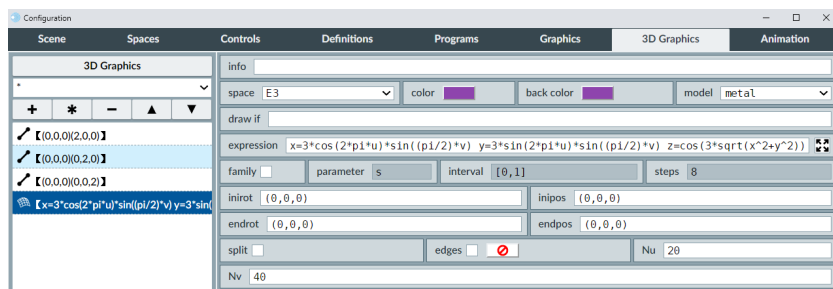 Configuration
Scene Spaces Controls Definitions Programs Graphics 3D Graphics Animation
3D Graphics
*
+ * − ▲ ▼
【(0,0,0)(2,0,0)】
【(0,0,0)(0,2,0)】
【(0,0,0)(0,0,2)】
【x=3*cos(2*pi*u)*sin((pi/2)*v) y=3*sin(
info
space E3 color back color model metal
draw if
expression x=3*cos(2*pi*u)*sin((pi/2)*v) y=3*sin(2*pi*u)*sin((pi/2)*v) z=cos(3*sqrt(x^2+y^2))
family parameter s interval [0,1] steps 8
inirot (0,0,0) inipos (0,0,0)
endrot (0,0,0) endpos (0,0,0)
split edges Nu 20
Nv 40